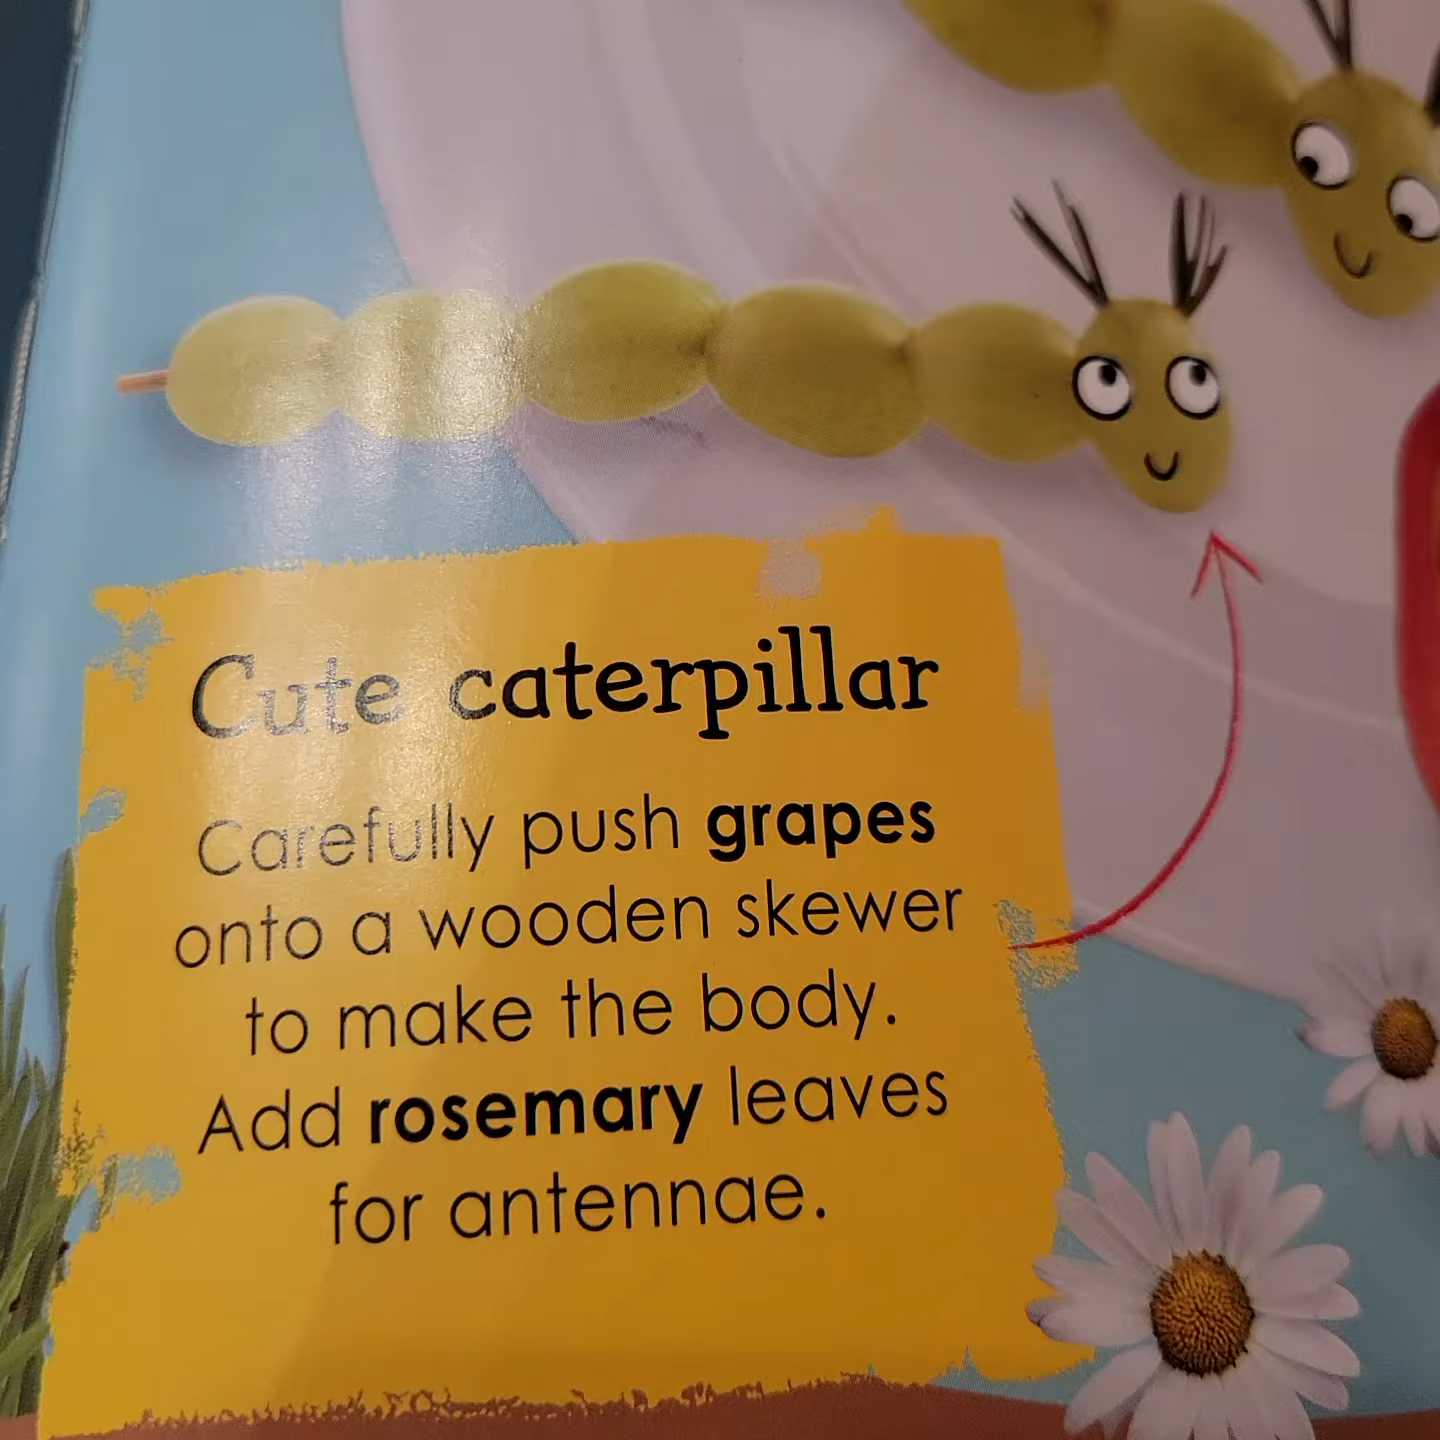 Cute caterpillar
Carefully push grapes
onto a wooden skewer
to make the body.
Add rosemary leaves
for antennae.